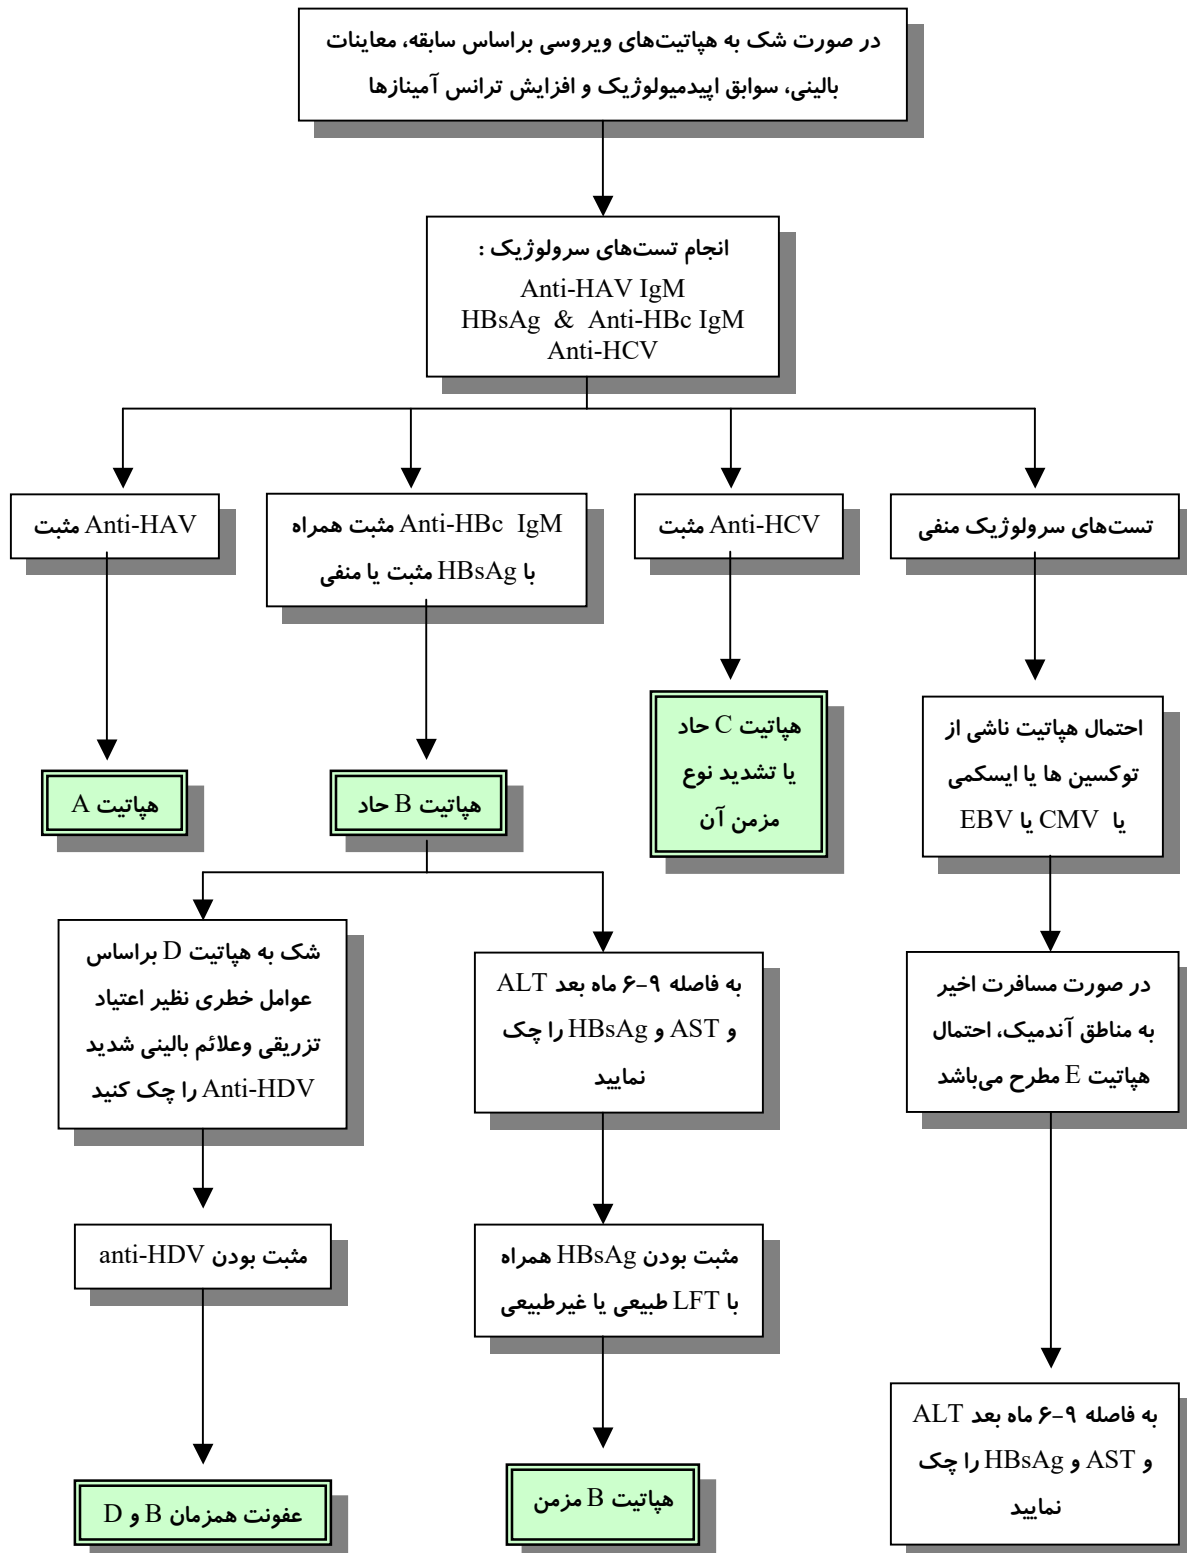 در صورت شک به هپاتیت‌های ویروسی براساس سابقه، معاینات
بالینی، سوابق اپیدمیولوژیک و افزایش ترانس آمینازها
انجام تست‌های سرولوژیک :
Anti-HAV IgM
HBsAg & Anti-HBc IgM
Anti-HCV
تست‌های سرولوژیک منفی
Anti-HCV مثبت
Anti-HBc IgM مثبت همراه
با HBsAg مثبت یا منفی
Anti-HAV مثبت
احتمال هپاتیت ناشی از
توکسین ها یا ایسکمی
یا CMV یا EBV
هپاتیت C حاد
یا تشدید نوع
مزمن آن
هپاتیت B حاد
هپاتیت A
در صورت مسافرت اخیر
به مناطق آندمیک، احتمال
هپاتیت E مطرح می‌باشد
به فاصله ۹-۶ ماه بعد ALT
و AST و HBsAg را چک
نمایید
شک به هپاتیت D براساس
عوامل خطری نظیر اعتیاد
تزریقی وعلائم بالینی شدید
Anti-HDV را چک کنید
مثبت بودن HBsAg همراه
با LFT طبیعی یا غیرطبیعی
مثبت بودن anti-HDV
به فاصله ۹-۶ ماه بعد ALT
و AST و HBsAg را چک
نمایید
هپاتیت B مزمن
عفونت همزمان B و D